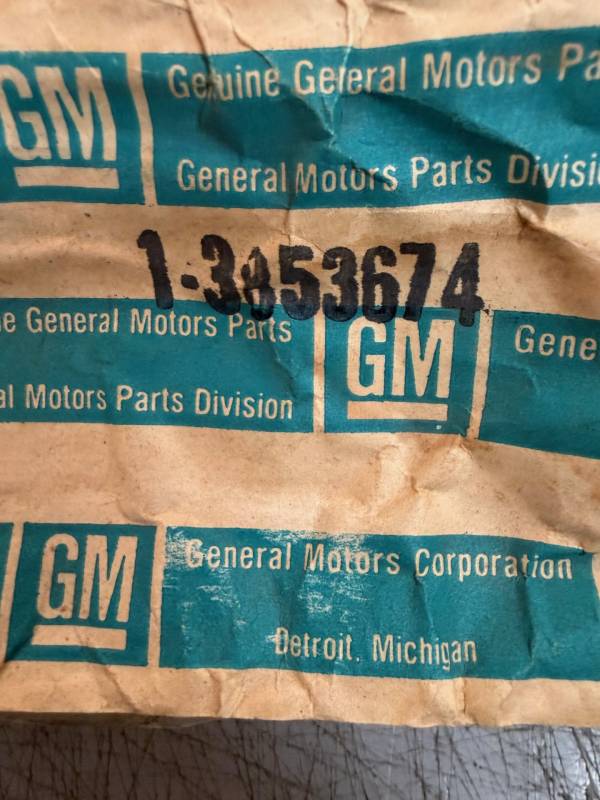 GM
Genuine General Motors Pa
General Motors Parts Divisi
1-3853674
e General Motors Parts
al Motors Parts Division
GM
Gene
GM
General Motors Corporation
Detroit, Michigan